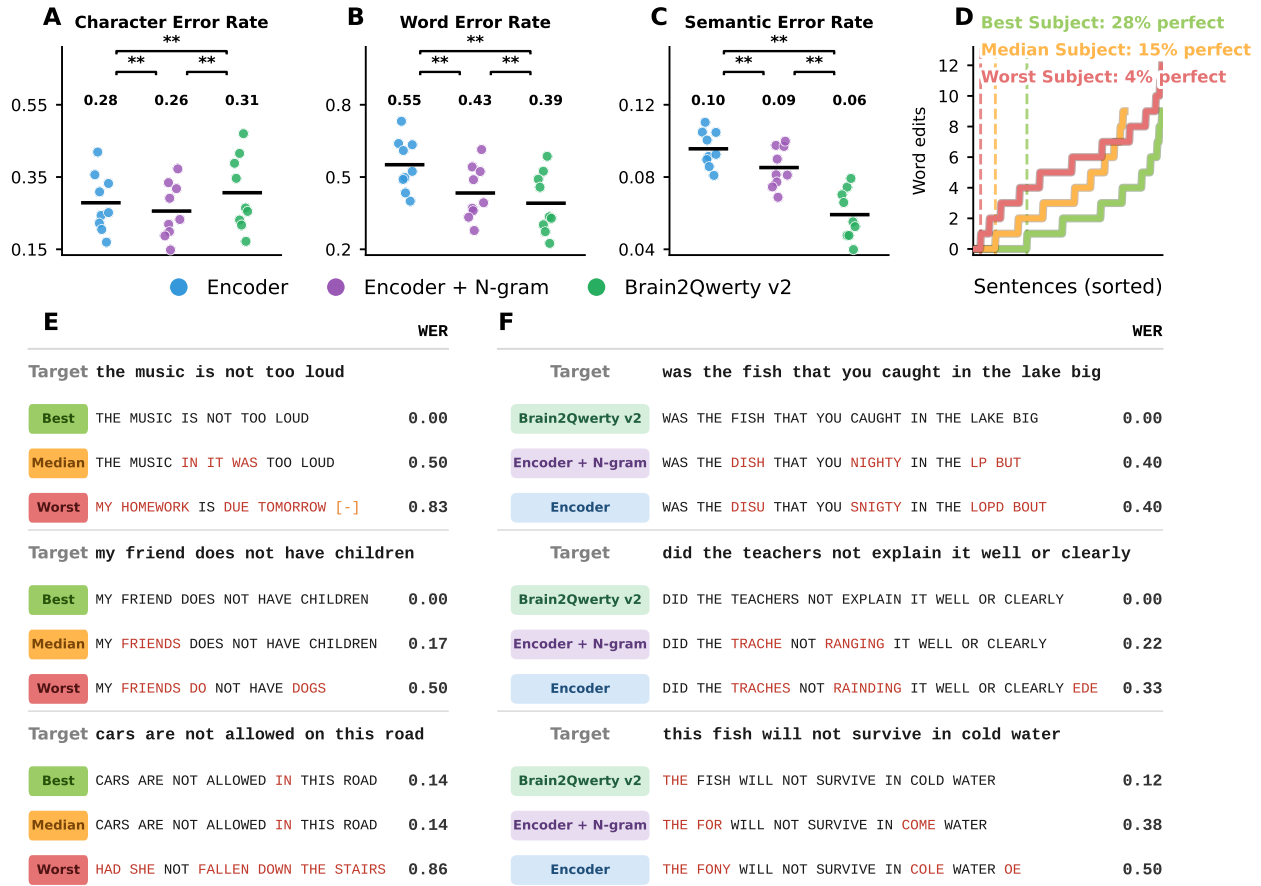 A Character Error Rate
**
** **
0.28 0.26 0.31
0.55
0.35
0.15
B Word Error Rate
**
** **
0.55 0.43 0.39
0.8
0.5
0.2
C Semantic Error Rate
**
** **
0.10 0.09 0.06
0.12
0.08
0.04
D Best Subject: 28% perfect
Median Subject: 15% perfect
Worst Subject: 4% perfect
Word edits
12
10
8
6
4
2
0
Sentences (sorted)
Encoder Encoder + N-gram Brain2Qwerty v2
E WER
Target the music is not too loud
Best THE MUSIC IS NOT TOO LOUD 0.00
Median THE MUSIC IN IT WAS TOO LOUD 0.50
Worst MY HOMEWORK IS DUE TOMORROW [-] 0.83
Target my friend does not have children
Best MY FRIEND DOES NOT HAVE CHILDREN 0.00
Median MY FRIENDS DOES NOT HAVE CHILDREN 0.17
Worst MY FRIENDS DO NOT HAVE DOGS 0.50
Target cars are not allowed on this road
Best CARS ARE NOT ALLOWED IN THIS ROAD 0.14
Median CARS ARE NOT ALLOWED IN THIS ROAD 0.14
Worst HAD SHE NOT FALLEN DOWN THE STAIRS 0.86
F WER
Target was the fish that you caught in the lake big
Brain2Qwerty v2 WAS THE FISH THAT YOU CAUGHT IN THE LAKE BIG 0.00
Encoder + N-gram WAS THE DISH THAT YOU NIGHTY IN THE LP BUT 0.40
Encoder WAS THE DISU THAT YOU SNIGTY IN THE LOPD BOUT 0.40
Target did the teachers not explain it well or clearly
Brain2Qwerty v2 DID THE TEACHERS NOT EXPLAIN IT WELL OR CLEARLY 0.00
Encoder + N-gram DID THE TRACHE NOT RANGING IT WELL OR CLEARLY 0.22
Encoder DID THE TRACHES NOT RAINDING IT WELL OR CLEARLY EDE 0.33
Target this fish will not survive in cold water
Brain2Qwerty v2 THE FISH WILL NOT SURVIVE IN COLD WATER 0.12
Encoder + N-gram THE FOR WILL NOT SURVIVE IN COME WATER 0.38
Encoder THE FONY WILL NOT SURVIVE IN COLE WATER OE 0.50